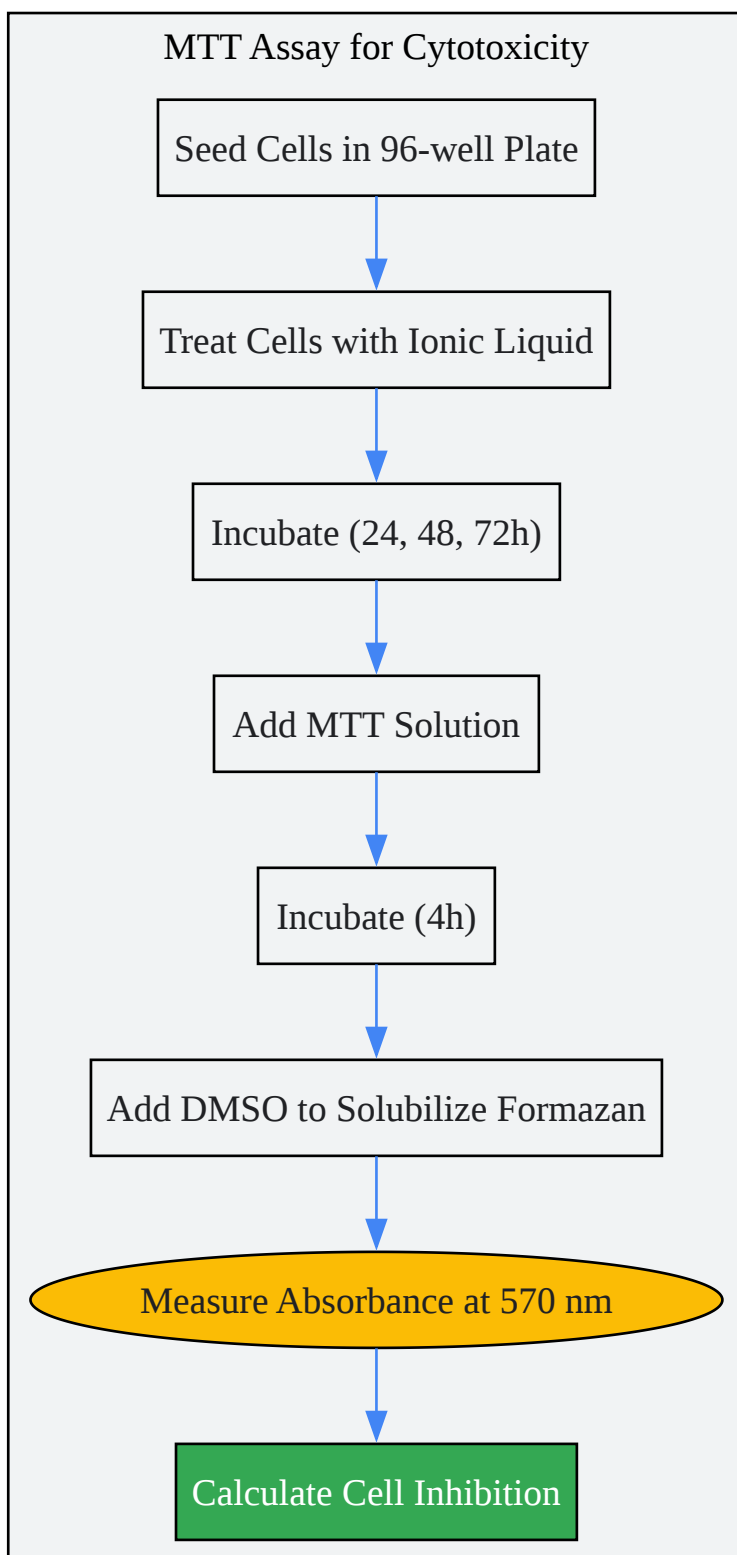 MTT Assay for Cytotoxicity
Seed Cells in 96-well Plate
Treat Cells with Ionic Liquid
Incubate (24, 48, 72h)
Add MTT Solution
Incubate (4h)
Add DMSO to Solubilize Formazan
Measure Absorbance at 570 nm
Calculate Cell Inhibition